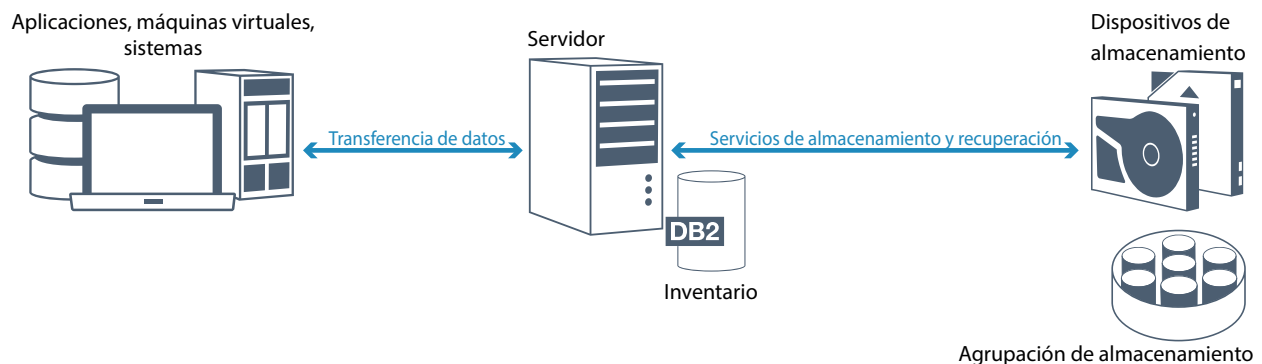 Aplicaciones, máquinas virtuales,
sistemas
Servidor
Dispositivos de
almacenamiento
Transferencia de datos
Servicios de almacenamiento y recuperación
DB2
Inventario
Agrupación de almacenamiento